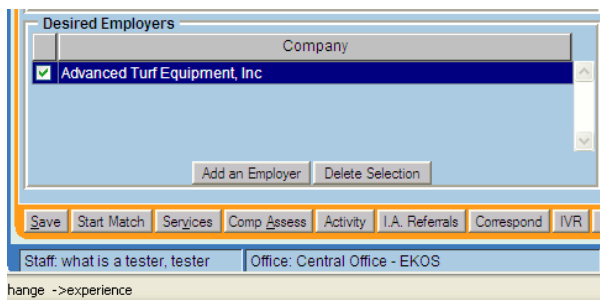 Desired Employers
Company
Advanced Turf Equipment, Inc
Add an Employer Delete Selection
Save Start Match Services Comp Assess Activity I.A. Referrals Correspond IVR
Staff: what is a tester, tester Office: Central Office - EKOS
hange ->experience